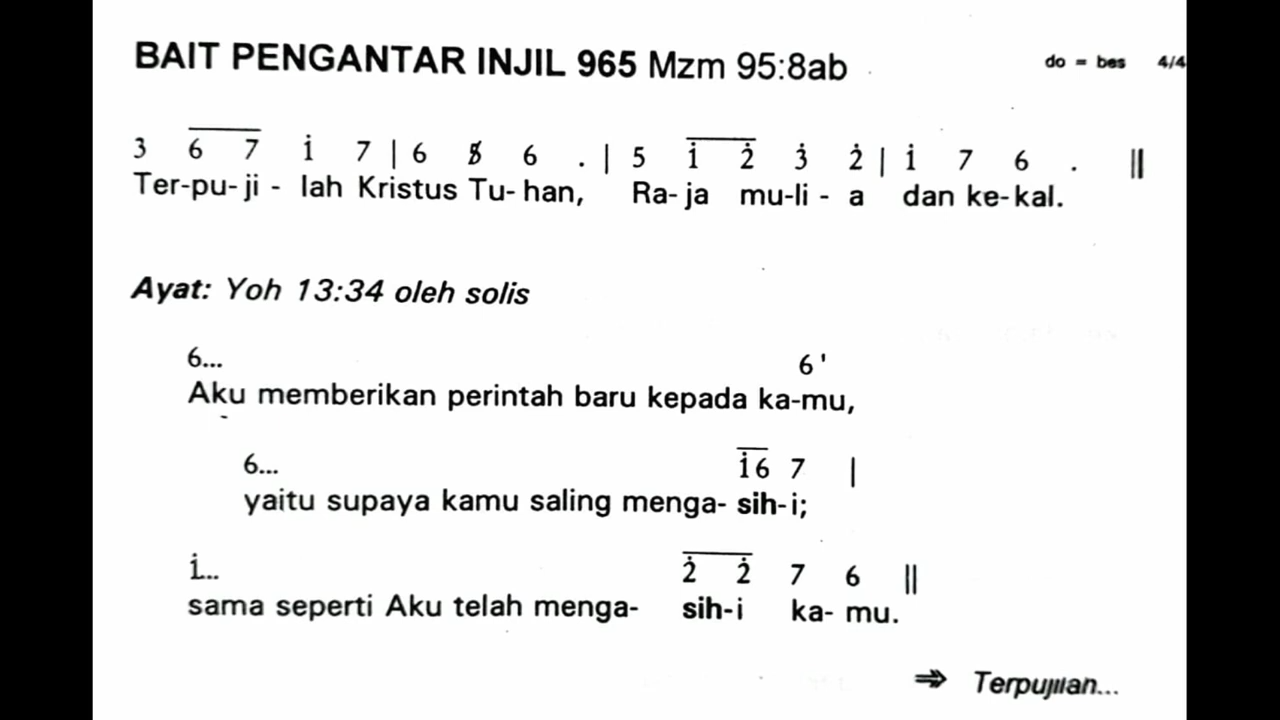 BAIT PENGANTAR INJIL 965 Mzm 95:8ab do = bes 4/4
3 6 7 i̇ 7 | 6 5̸ 6 . | 5 i̇ 2̇ 3̇ 2̇ | i̇ 7 6 . ||
Ter-pu-ji - lah Kristus Tu-han, Ra-ja mu-li - a dan ke-kal.
Ayat: Yoh 13:34 oleh solis
6... 6'
Aku memberikan perintah baru kepada ka-mu,
6... i̇6 7 |
yaitu supaya kamu saling menga- sih-i;
i̇... 2̇ 2̇ 7 6 ||
sama seperti Aku telah menga- sih-i ka- mu.
⇒ Terpujilah...